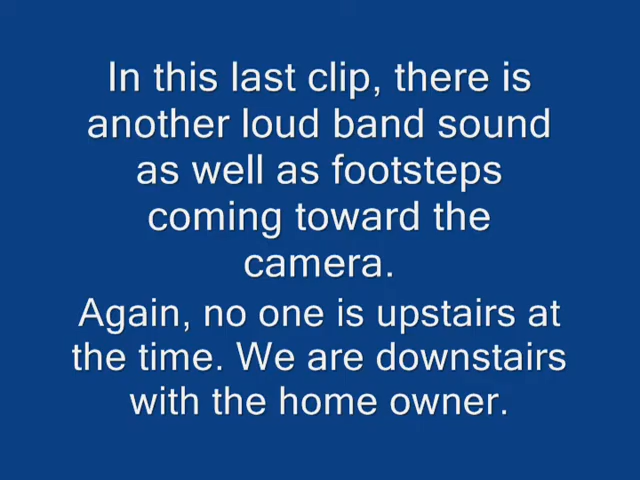 In this last clip, there is
another loud band sound
as well as footsteps
coming toward the
camera.
Again, no one is upstairs at
the time. We are downstairs
with the home owner.